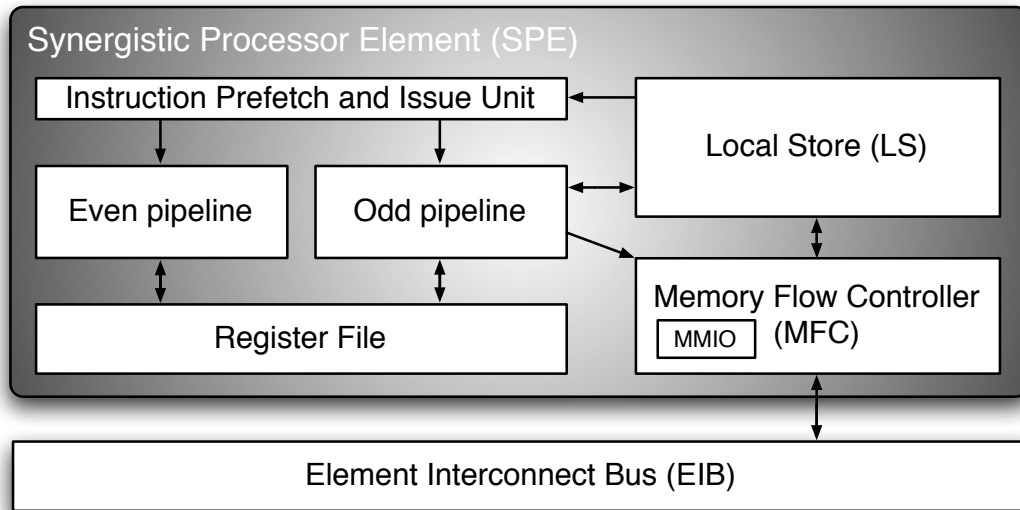 Synergistic Processor Element (SPE)
Instruction Prefetch and Issue Unit
Local Store (LS)
Even pipeline
Odd pipeline
Memory Flow Controller
MMIO
(MFC)
Register File
Element Interconnect Bus (EIB)